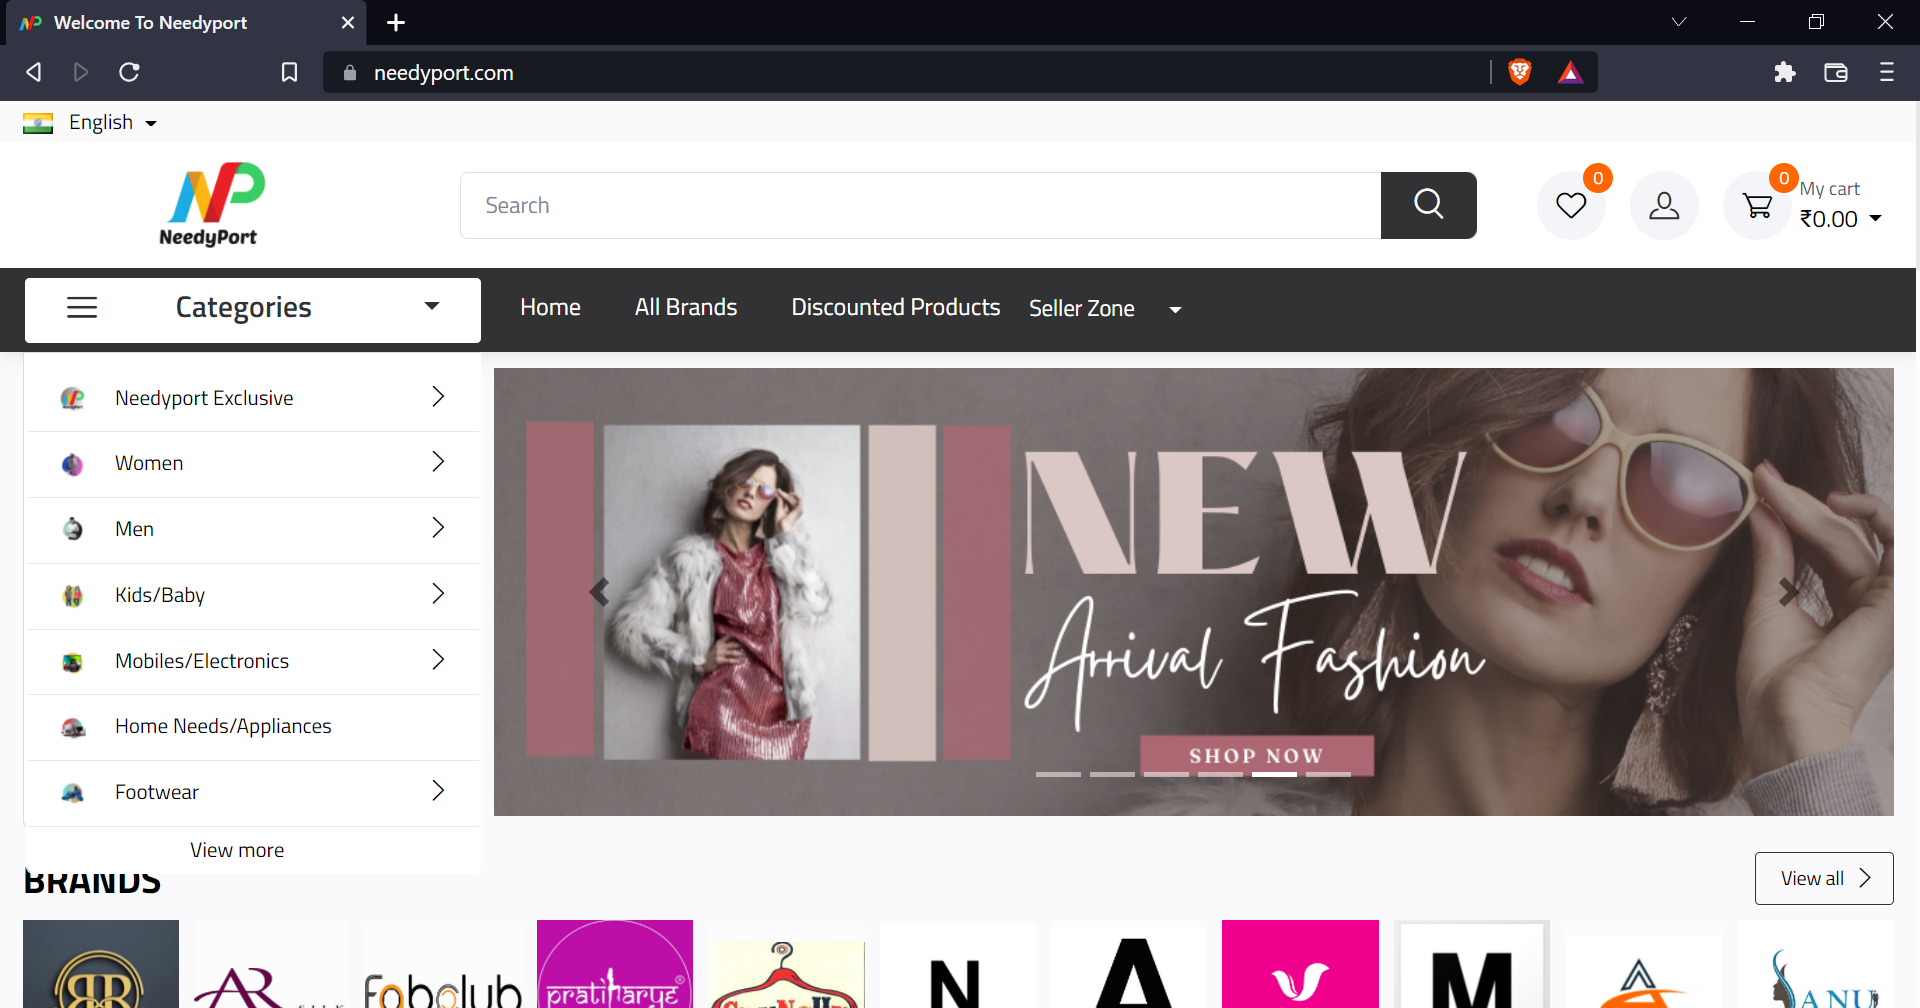 Welcome To Needyport
needyport.com
English
NeedyPort
Search
0
0
My cart
₹0.00
Categories
Home
All Brands
Discounted Products
Seller Zone
Needyport Exclusive
Women
Men
Kids/Baby
Mobiles/Electronics
Home Needs/Appliances
Footwear
View more
NEW
Arrival Fashion
SHOP NOW
BRANDS
View all
AR
Fabclub
pratiharye
N
A
M
ANU